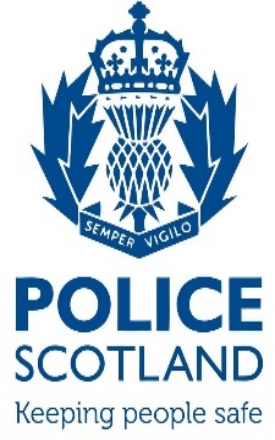 SEMPER VIGILO
POLICE
SCOTLAND
Keeping people safe